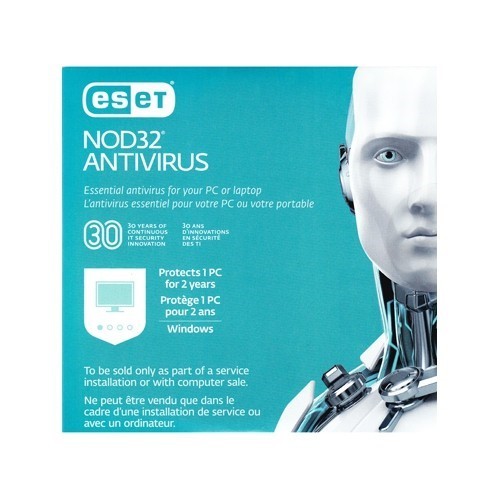 eset
NOD32®
ANTIVIRUS
Essential antivirus for your PC or laptop
L'antivirus essentiel pour votre PC ou votre portable
30
30 YEARS OF
CONTINUOUS
IT SECURITY
INNOVATION
30 ANS
D'INNOVATIONS
EN SÉCURITÉ
DES TI
Protects 1 PC
for 2 years
Protège 1 PC
pour 2 ans
Windows
To be sold only as part of a service
installation or with computer sale.
Ne peut être vendu que dans le
cadre d'une installation de service ou
avec un ordinateur.